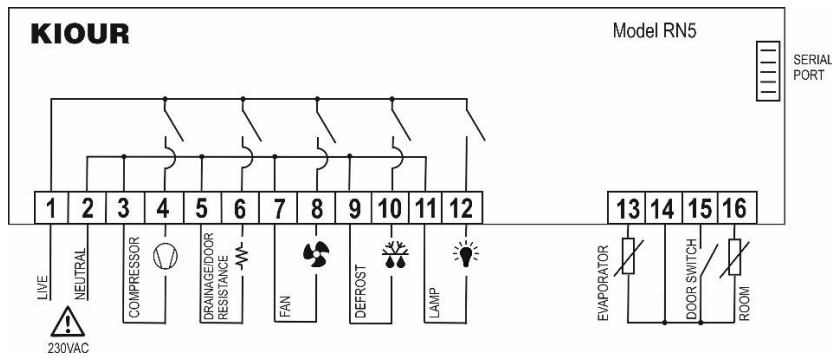 KIOUR
Model RN5
SERIAL
PORT
1 2 3 4 5 6 7 8 9 10 11 12 13 14 15 16
LIVE
NEUTRAL
COMPRESSOR
DRAINAGE/DOOR
RESISTANCE
FAN
DEFROST
LAMP
EVAPORATOR
DOOR SWITCH
ROOM
230VAC